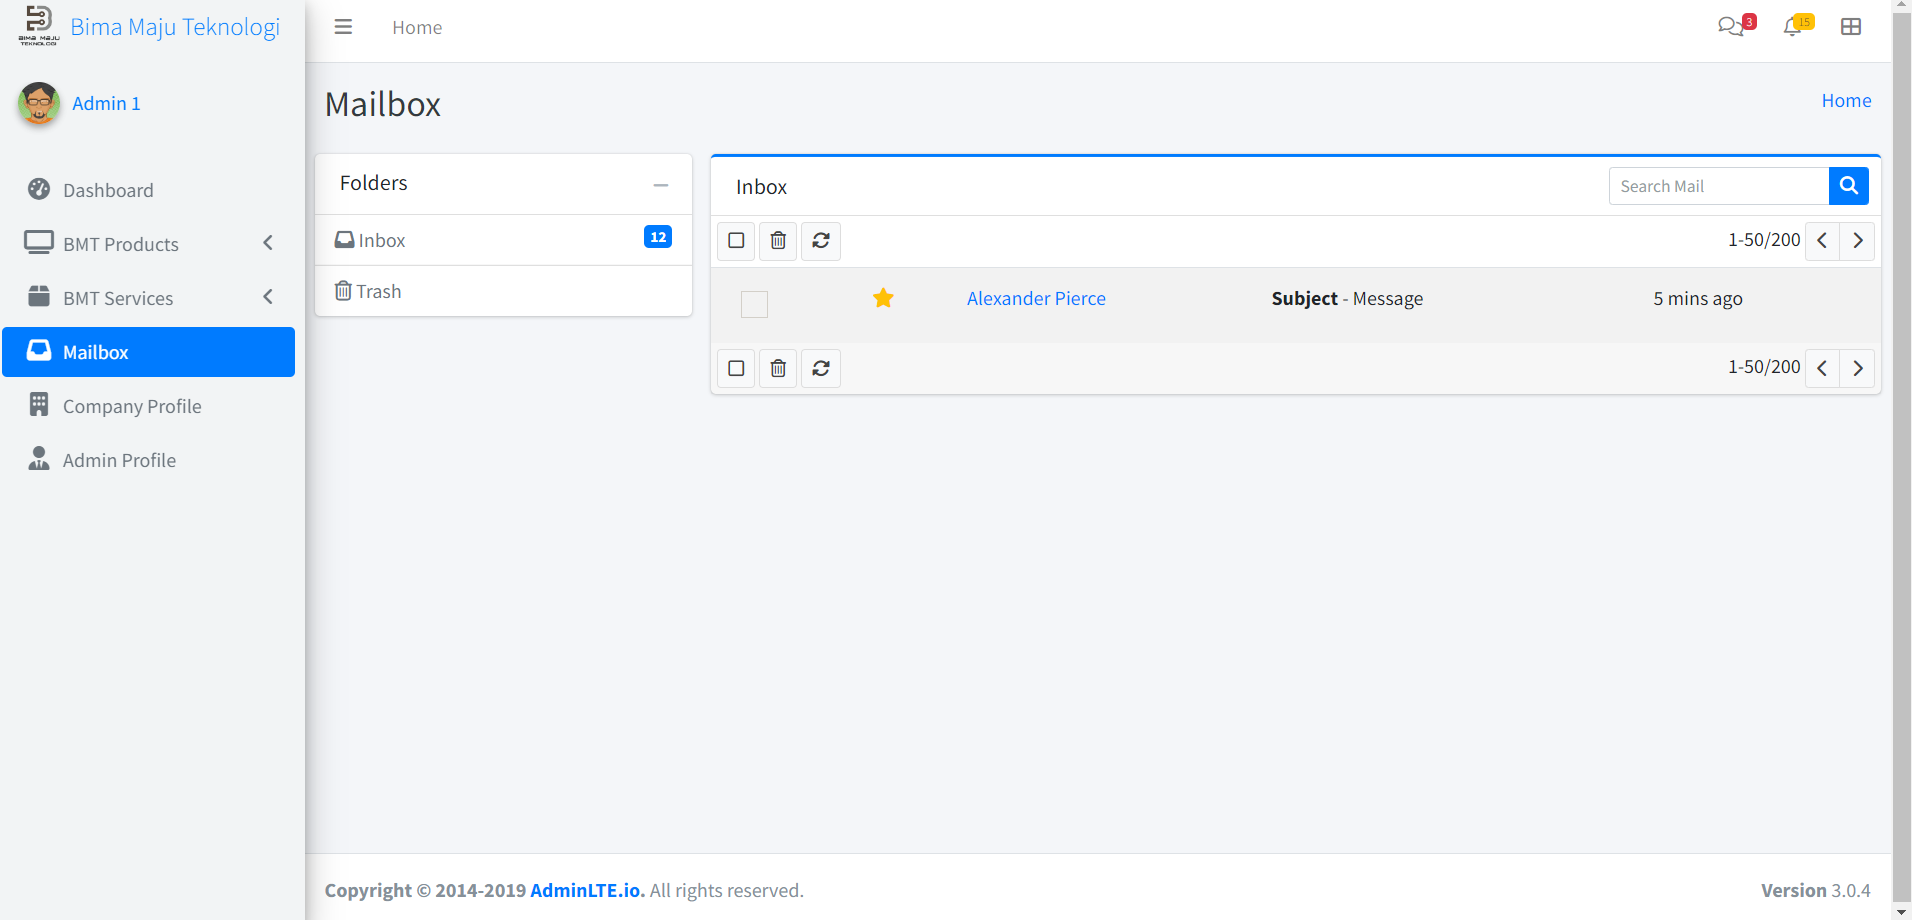 BIMA MAJU
TEKNOLOGI
Bima Maju Teknologi
Home
3
15
Admin 1
Mailbox
Home
Dashboard
BMT Products
BMT Services
Mailbox
Company Profile
Admin Profile
Folders
Inbox 12
Trash
Inbox
Search Mail
1-50/200
Alexander Pierce Subject - Message 5 mins ago
1-50/200
Copyright © 2014-2019 AdminLTE.io. All rights reserved.
Version 3.0.4